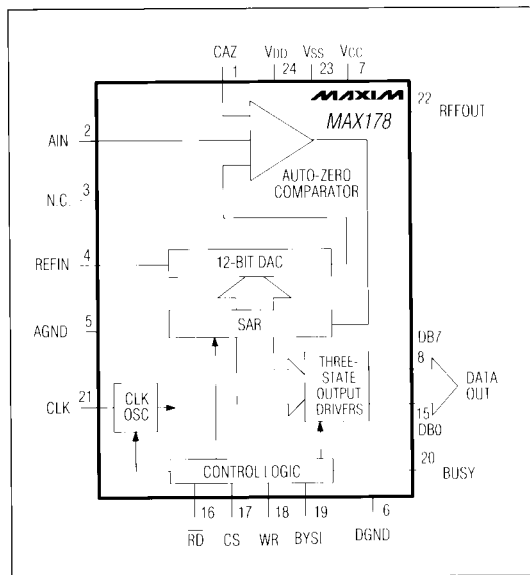 CAZ VDD VSS VCC
1 24 23 7
MAXIM
MAX178
22
RFFOUT
AIN
2
AUTO-ZERO
COMPARATOR
N.C.
3
REFIN
4
12-BIT DAC
AGND
5
SAR
DB7
8
THREE-
STATE
OUTPUT
DRIVERS
DATA
OUT
CLK
21
CLK
OSC
15
DB0
20
BUSY
CONTROL LOGIC
16 17 18 19 6
RD CS WR BYSI DGND